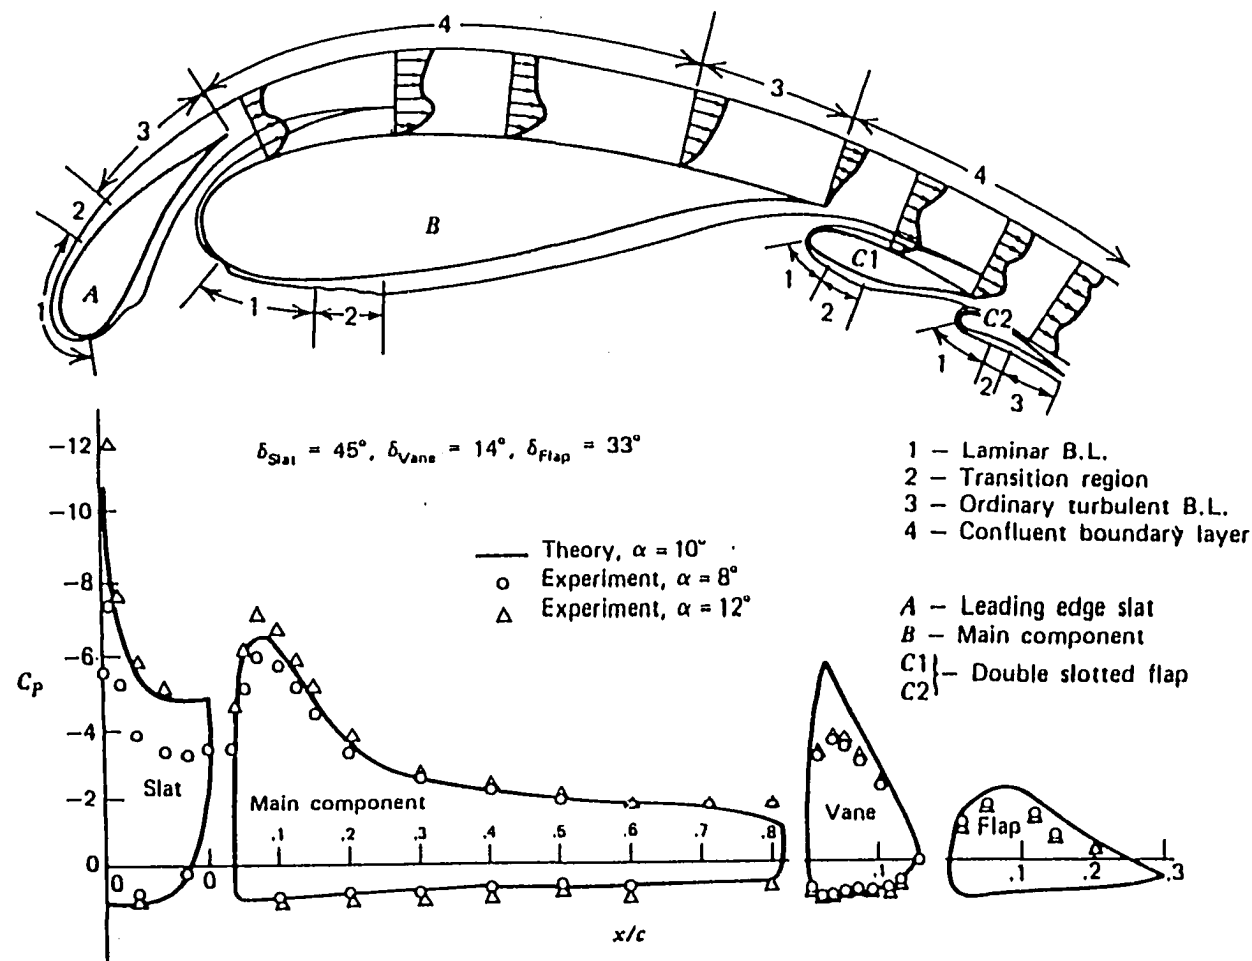 4
3
3
2
4
B
A
1
C1
1
2
1
2
C2
1
2
3
δSlat = 45°, δVane = 14°, δFlap = 33°
1 – Laminar B.L.
2 – Transition region
3 – Ordinary turbulent B.L.
4 – Confluent boundary layer
Theory, α = 10°
Experiment, α = 8°
Experiment, α = 12°
A – Leading edge slat
B – Main component
C1
C2
– Double slotted flap
−12
−10
−8
−6
CP
−4
−2
0
Slat
Main component
Vane
Flap
0
0
.1
.2
.3
.4
.5
.6
.7
.8
.1
.1
.2
.3
x/c